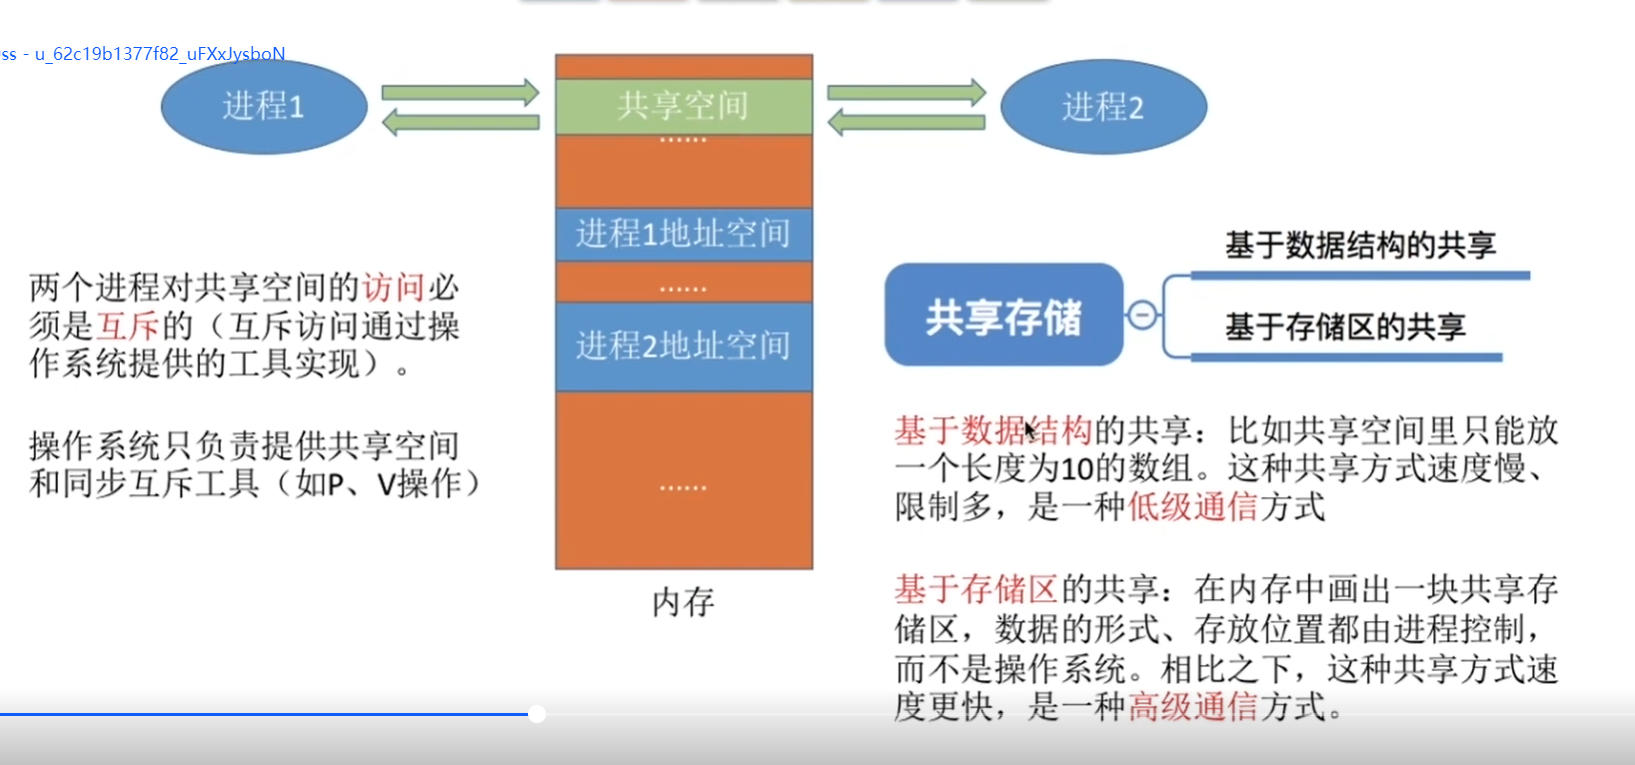 ss - u_62c19b1377f82_uFXxJysboN
进程1
共享空间
进程2
......
进程1地址空间
......
进程2地址空间
......
内存
两个进程对共享空间的访问必
须是互斥的（互斥访问通过操
作系统提供的工具实现）。
操作系统只负责提供共享空间
和同步互斥工具（如P、V操作）
共享存储
基于数据结构的共享
基于存储区的共享
基于数据结构的共享：比如共享空间里只能放
一个长度为10的数组。这种共享方式速度慢、
限制多，是一种低级通信方式
基于存储区的共享：在内存中画出一块共享存
储区，数据的形式、存放位置都由进程控制，
而不是操作系统。相比之下，这种共享方式速
度更快，是一种高级通信方式。